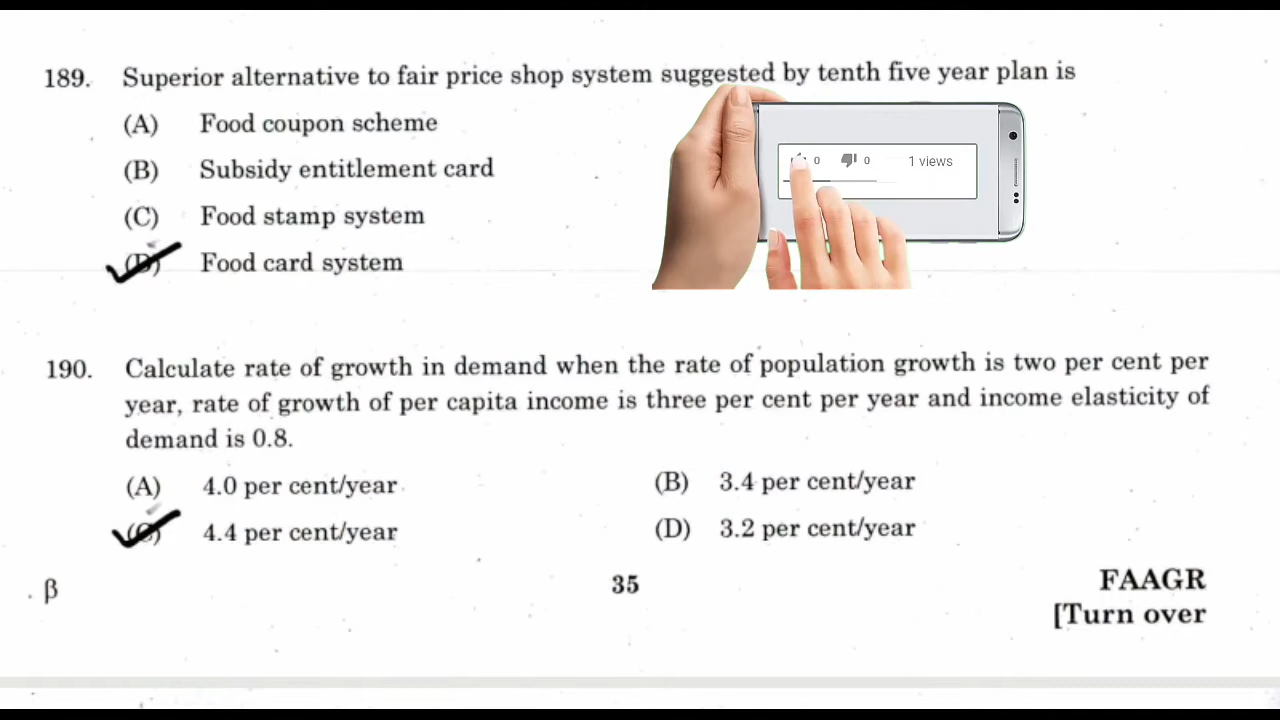 189. Superior alternative to fair price shop system suggested by tenth five year plan is
(A) Food coupon scheme
(B) Subsidy entitlement card
(C) Food stamp system
(D) Food card system
0 0 1 views
190. Calculate rate of growth in demand when the rate of population growth is two per cent per
year, rate of growth of per capita income is three per cent per year and income elasticity of
demand is 0.8.
(A) 4.0 per cent/year (B) 3.4 per cent/year
(C) 4.4 per cent/year (D) 3.2 per cent/year
β 35 FAAGR
[Turn over